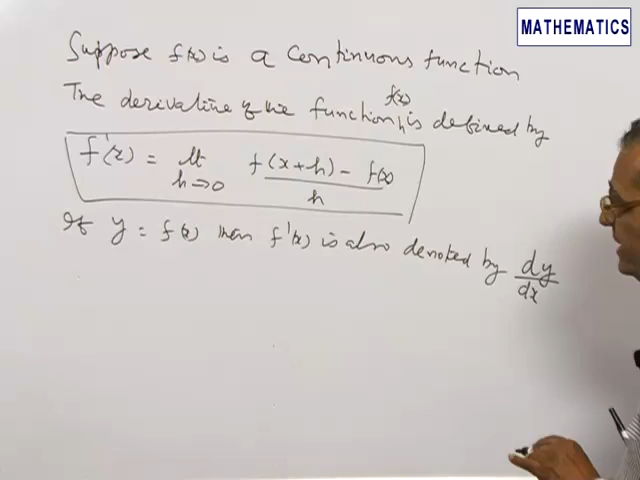 MATHEMATICS
Suppose f(x) is a continuous function
The derivative of the function f(x) is defined by
f'(x) = lt h→0 f(x+h) - f(x) / h
If y = f(x) then f'(x) is also denoted by dy/dx